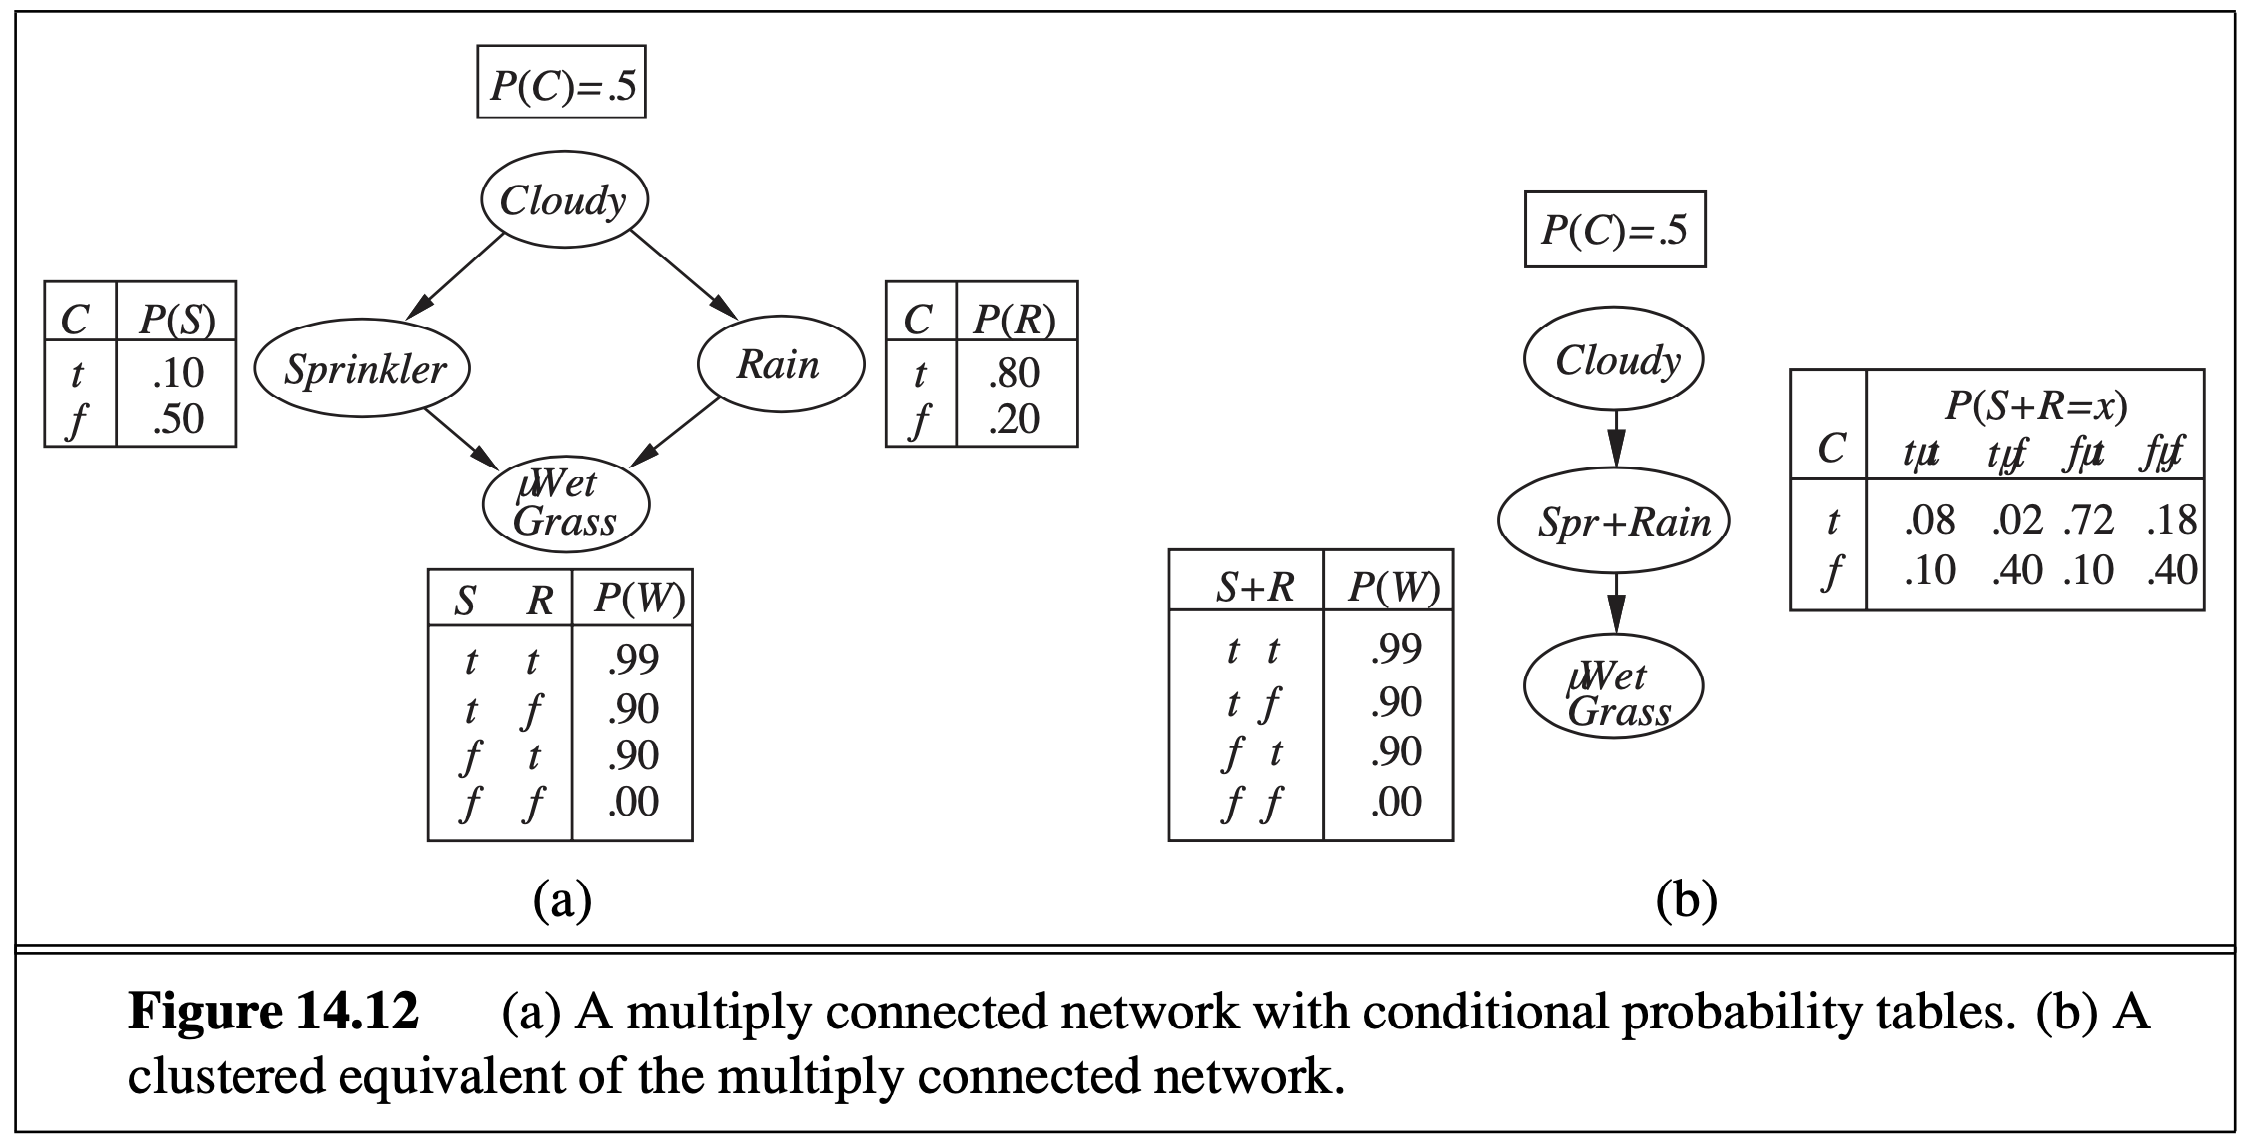 P(C)=.5
Cloudy
C P(S)
t .10
f .50
Sprinkler
Rain
C P(R)
t .80
f .20
µWet
Grass
S R P(W)
t t .99
t f .90
f t .90
f f .00
(a)
P(C)=.5
Cloudy
P(S+R=x)
C tµt tµf fµt fµf
t .08 .02 .72 .18
f .10 .40 .10 .40
Spr+Rain
S+R P(W)
t t .99
t f .90
f t .90
f f .00
µWet
Grass
(b)
Figure 14.12 (a) A multiply connected network with conditional probability tables. (b) A
clustered equivalent of the multiply connected network.